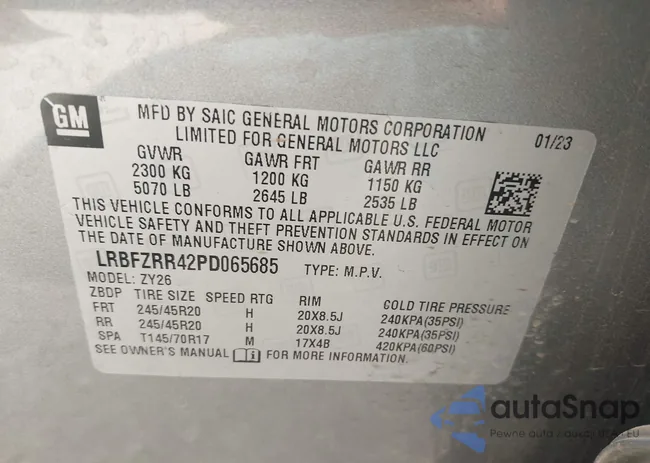 GM
MFD BY SAIC GENERAL MOTORS CORPORATION
LIMITED FOR GENERAL MOTORS LLC
01/23
GVWR GAWR FRT GAWR RR
2300 KG 1200 KG 1150 KG
5070 LB 2645 LB 2535 LB
THIS VEHICLE CONFORMS TO ALL APPLICABLE U.S. FEDERAL MOTOR
VEHICLE SAFETY AND THEFT PREVENTION STANDARDS IN EFFECT ON
THE DATE OF MANUFACTURE SHOWN ABOVE.
LRBFZRR42PD065685 TYPE: M.P.V.
MODEL: ZY26
ZBDP TIRE SIZE SPEED RTG RIM COLD TIRE PRESSURE
FRT 245/45R20 H 20X8.5J 240KPA(35PSI)
RR 245/45R20 H 20X8.5J 240KPA(35PSI)
SPA T145/70R17 M 17X4B 420KPA(60PSI)
SEE OWNER'S MANUAL FOR MORE INFORMATION
autaSnap
Pewne auta i aukcje